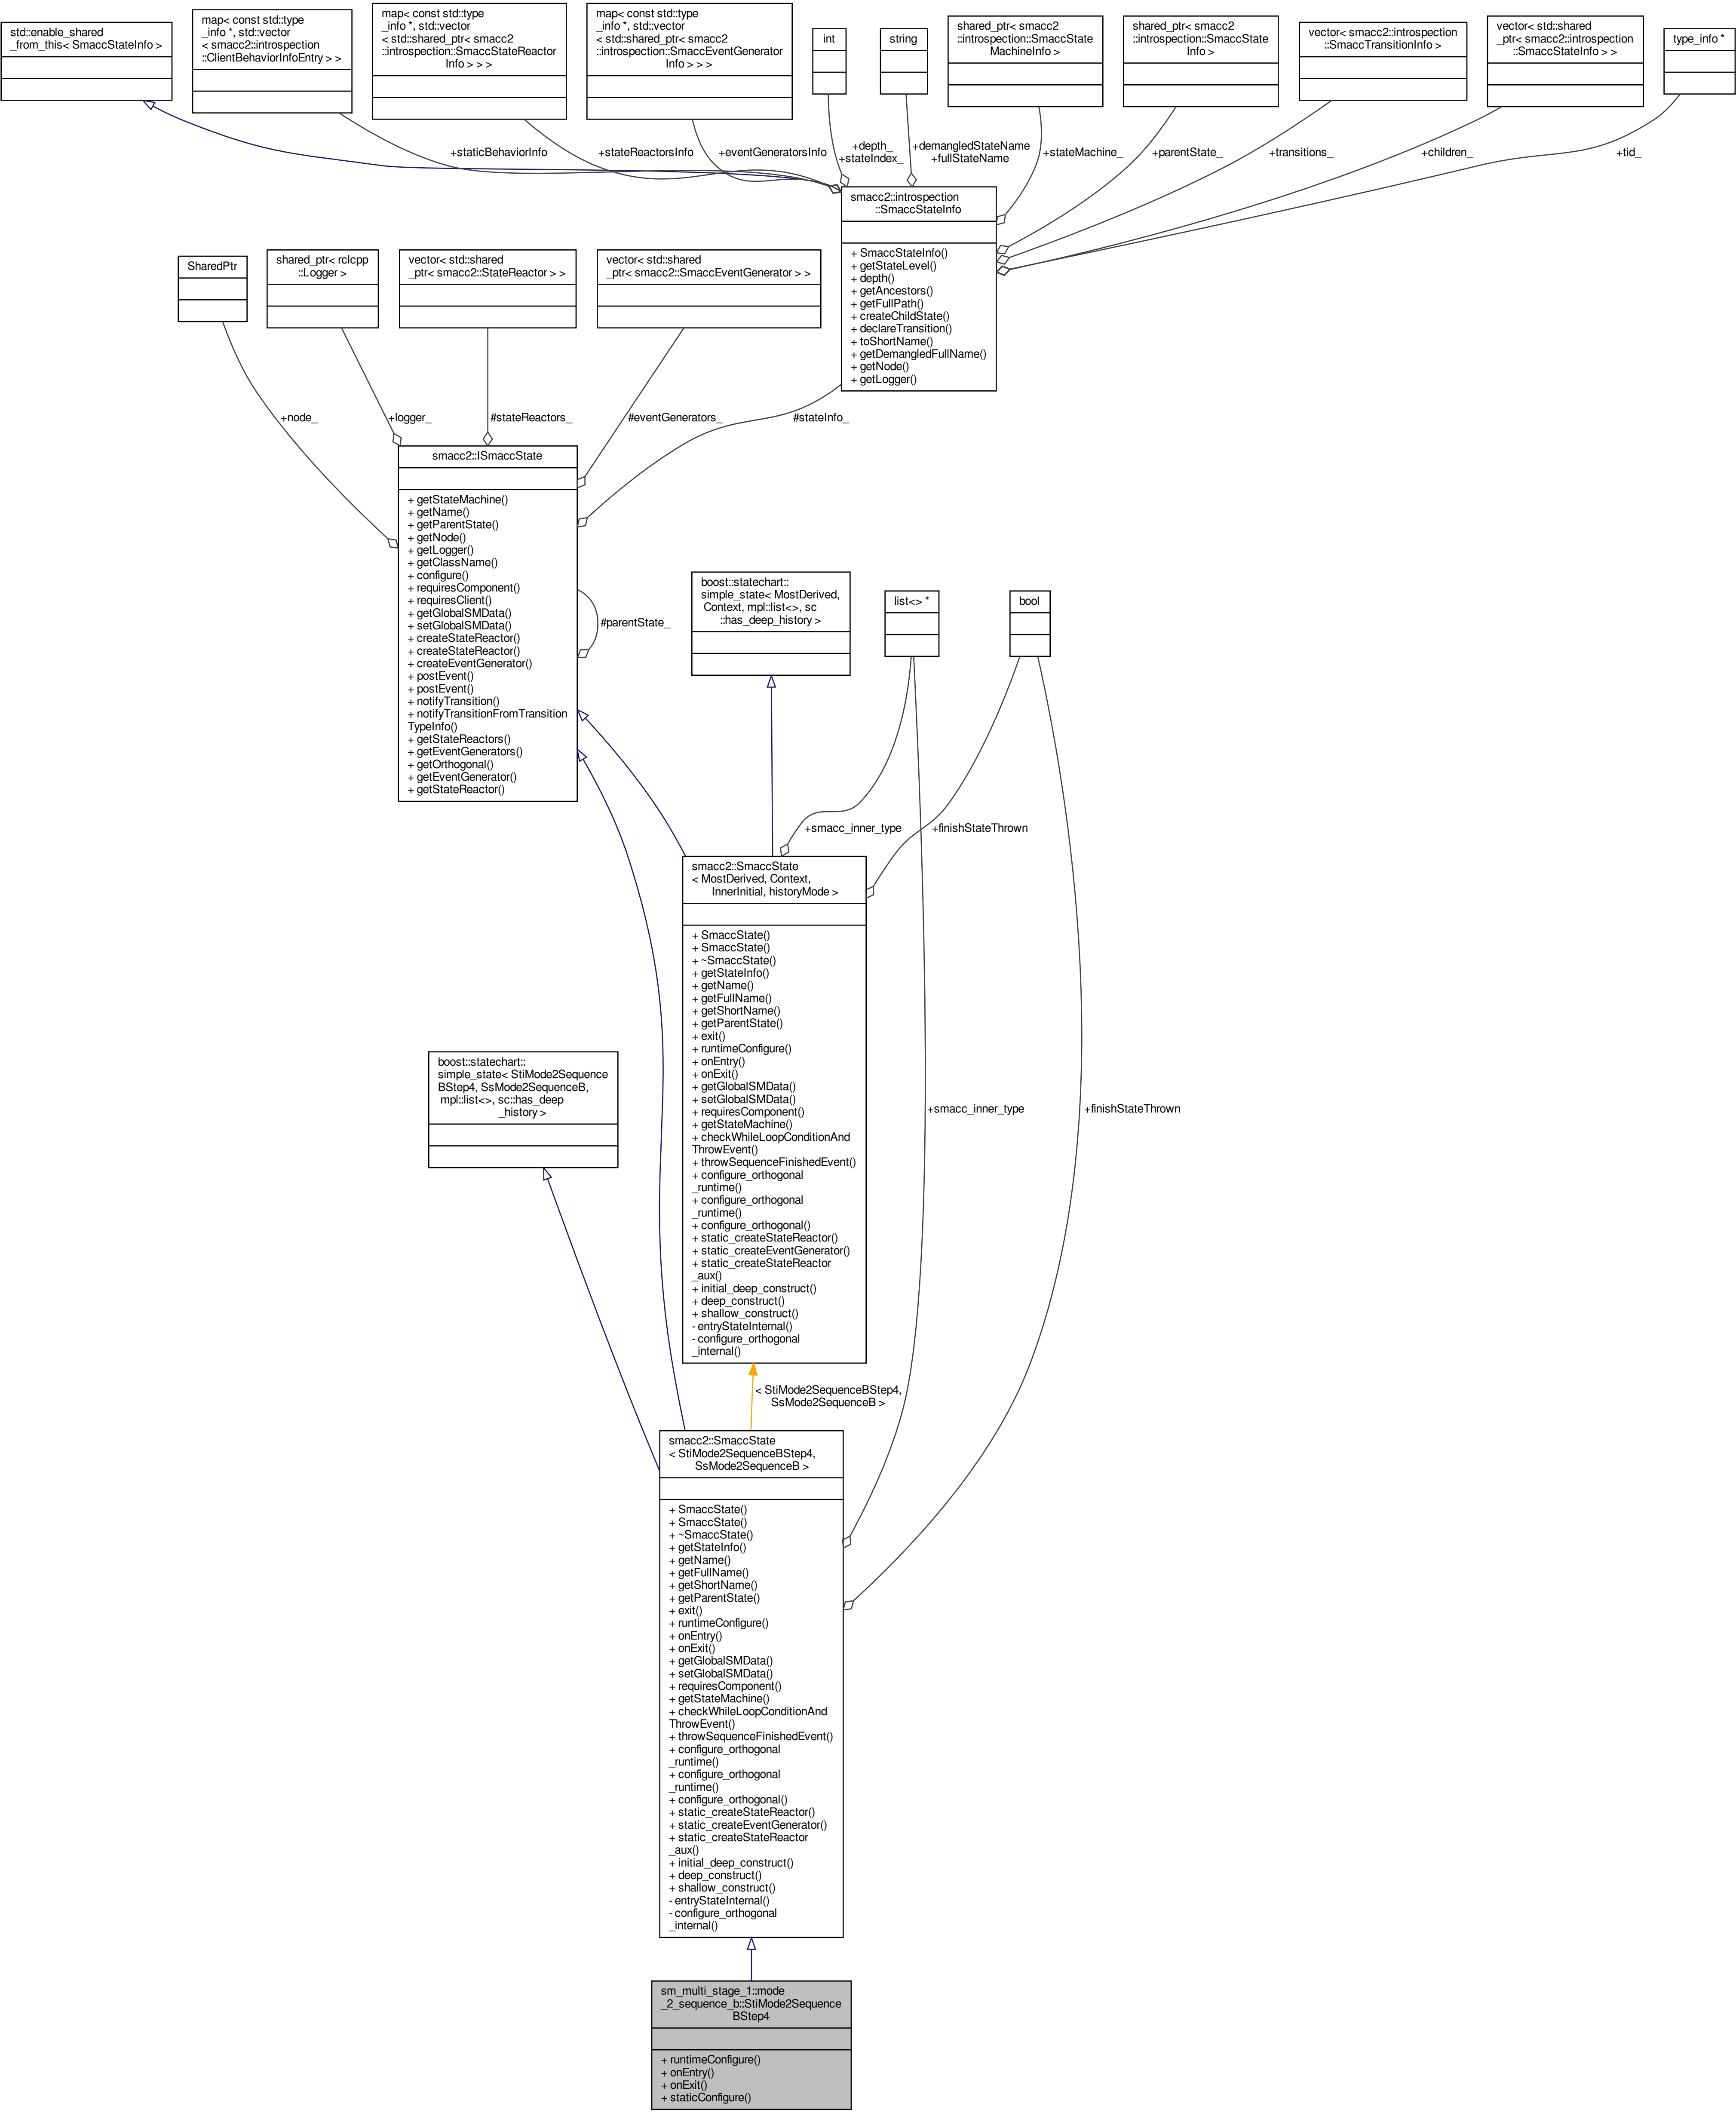 std::enable_shared
_from_this< SmaccStateInfo >
map< const std::type
_info *, std::vector
< smacc2::introspection
::ClientBehaviorInfoEntry > >
map< const std::type
_info *, std::vector
< std::shared_ptr< smacc2
::introspection::SmaccStateReactor
Info > > >
map< const std::type
_info *, std::vector
< std::shared_ptr< smacc2
::introspection::SmaccEventGenerator
Info > > >
int
string
shared_ptr< smacc2
::introspection::SmaccState
MachineInfo >
shared_ptr< smacc2
::introspection::SmaccState
Info >
vector< smacc2::introspection
::SmaccTransitionInfo >
vector< std::shared
_ptr< smacc2::introspection
::SmaccStateInfo > >
type_info *
+staticBehaviorInfo
+stateReactorsInfo
+eventGeneratorsInfo
+depth_
+stateIndex_
+demangledStateName
+fullStateName
+stateMachine_
+parentState_
+transitions_
+children_
+tid_
smacc2::introspection
::SmaccStateInfo
+ SmaccStateInfo()
+ getStateLevel()
+ depth()
+ getAncestors()
+ getFullPath()
+ createChildState()
+ declareTransition()
+ toShortName()
+ getDemangledFullName()
+ getNode()
+ getLogger()
SharedPtr
shared_ptr< rclcpp
::Logger >
vector< std::shared
_ptr< smacc2::StateReactor > >
vector< std::shared
_ptr< smacc2::SmaccEventGenerator > >
+node_
+logger_
#stateReactors_
#eventGenerators_
#stateInfo_
smacc2::ISmaccState
+ getStateMachine()
+ getName()
+ getParentState()
+ getNode()
+ getLogger()
+ getClassName()
+ configure()
+ requiresComponent()
+ requiresClient()
+ getGlobalSMData()
+ setGlobalSMData()
+ createStateReactor()
+ createStateReactor()
+ createEventGenerator()
+ postEvent()
+ postEvent()
+ notifyTransition()
+ notifyTransitionFromTransition
TypeInfo()
+ getStateReactors()
+ getEventGenerators()
+ getOrthogonal()
+ getEventGenerator()
+ getStateReactor()
#parentState_
boost::statechart::
simple_state< MostDerived,
Context, mpl::list<>, sc
::has_deep_history >
list<> *
bool
+smacc_inner_type
+finishStateThrown
smacc2::SmaccState
< MostDerived, Context,
InnerInitial, historyMode >
+ SmaccState()
+ SmaccState()
+ ~SmaccState()
+ getStateInfo()
+ getName()
+ getFullName()
+ getShortName()
+ getParentState()
+ exit()
+ runtimeConfigure()
+ onEntry()
+ onExit()
+ getGlobalSMData()
+ setGlobalSMData()
+ requiresComponent()
+ getStateMachine()
+ checkWhileLoopConditionAnd
ThrowEvent()
+ throwSequenceFinishedEvent()
+ configure_orthogonal
_runtime()
+ configure_orthogonal
_runtime()
+ configure_orthogonal()
+ static_createStateReactor()
+ static_createEventGenerator()
+ static_createStateReactor
_aux()
+ initial_deep_construct()
+ deep_construct()
+ shallow_construct()
- entryStateInternal()
- configure_orthogonal
_internal()
boost::statechart::
simple_state< StiMode2Sequence
BStep4, SsMode2SequenceB,
mpl::list<>, sc::has_deep
_history >
+smacc_inner_type
+finishStateThrown
< StiMode2SequenceBStep4,
SsMode2SequenceB >
smacc2::SmaccState
< StiMode2SequenceBStep4,
SsMode2SequenceB >
+ SmaccState()
+ SmaccState()
+ ~SmaccState()
+ getStateInfo()
+ getName()
+ getFullName()
+ getShortName()
+ getParentState()
+ exit()
+ runtimeConfigure()
+ onEntry()
+ onExit()
+ getGlobalSMData()
+ setGlobalSMData()
+ requiresComponent()
+ getStateMachine()
+ checkWhileLoopConditionAnd
ThrowEvent()
+ throwSequenceFinishedEvent()
+ configure_orthogonal
_runtime()
+ configure_orthogonal
_runtime()
+ configure_orthogonal()
+ static_createStateReactor()
+ static_createEventGenerator()
+ static_createStateReactor
_aux()
+ initial_deep_construct()
+ deep_construct()
+ shallow_construct()
- entryStateInternal()
- configure_orthogonal
_internal()
sm_multi_stage_1::mode
_2_sequence_b::StiMode2Sequence
BStep4
+ runtimeConfigure()
+ onEntry()
+ onExit()
+ staticConfigure()